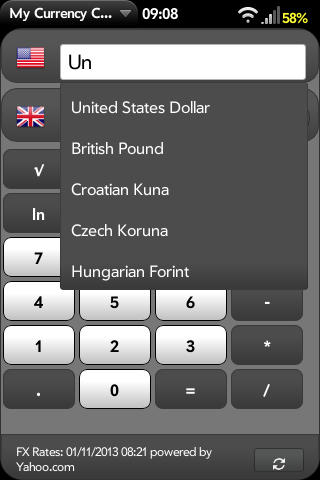 My Currency C... 09:08 58%
Un
United States Dollar
British Pound
Croatian Kuna
Czech Koruna
Hungarian Forint
√
ln
7
4 5 6 -
1 2 3 *
. 0 = /
FX Rates: 01/11/2013 08:21 powered by
Yahoo.com